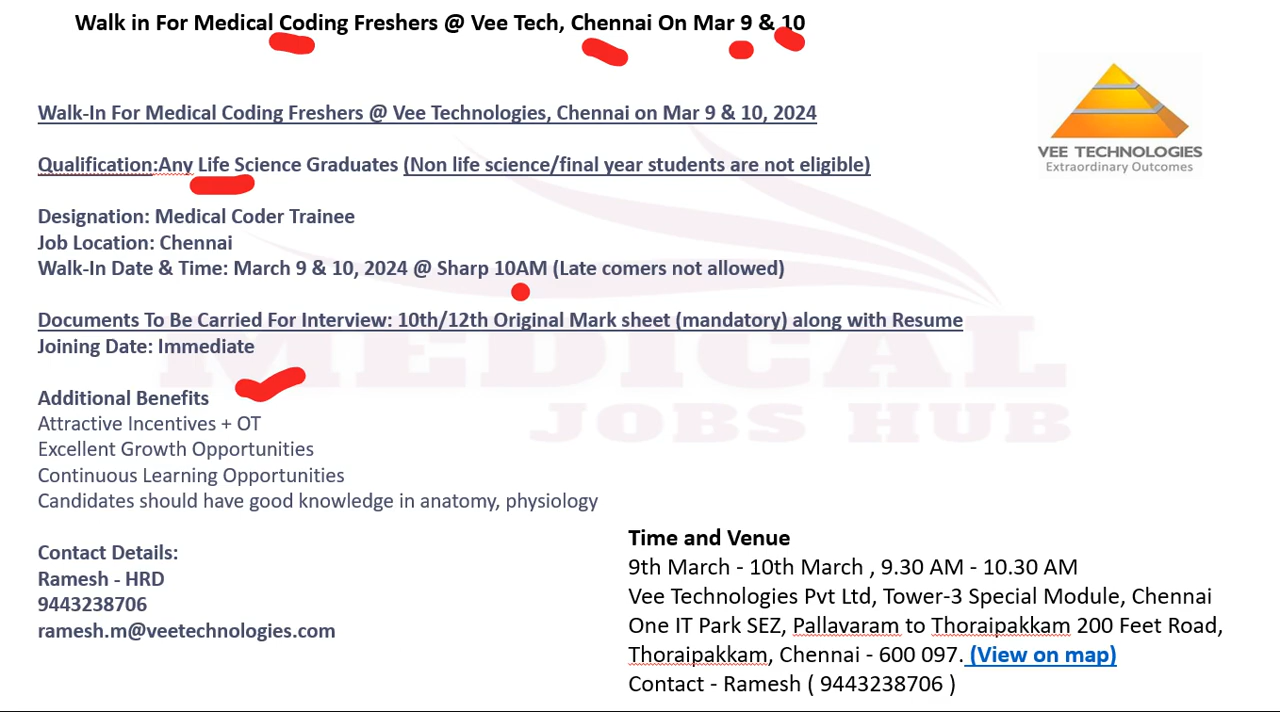 Walk in For Medical Coding Freshers @ Vee Tech, Chennai On Mar 9 & 10
Walk-In For Medical Coding Freshers @ Vee Technologies, Chennai on Mar 9 & 10, 2024
VEE TECHNOLOGIES
Extraordinary Outcomes
Qualification:Any Life Science Graduates (Non life science/final year students are not eligible)
Designation: Medical Coder Trainee
Job Location: Chennai
Walk-In Date & Time: March 9 & 10, 2024 @ Sharp 10AM (Late comers not allowed)
Documents To Be Carried For Interview: 10th/12th Original Mark sheet (mandatory) along with Resume
Joining Date: Immediate
MEDICAL
JOBS HUB
Additional Benefits
Attractive Incentives + OT
Excellent Growth Opportunities
Continuous Learning Opportunities
Candidates should have good knowledge in anatomy, physiology
Contact Details:
Ramesh - HRD
9443238706
ramesh.m@veetechnologies.com
Time and Venue
9th March - 10th March , 9.30 AM - 10.30 AM
Vee Technologies Pvt Ltd, Tower-3 Special Module, Chennai
One IT Park SEZ, Pallavaram to Thoraipakkam 200 Feet Road,
Thoraipakkam, Chennai - 600 097. (View on map)
Contact - Ramesh ( 9443238706 )